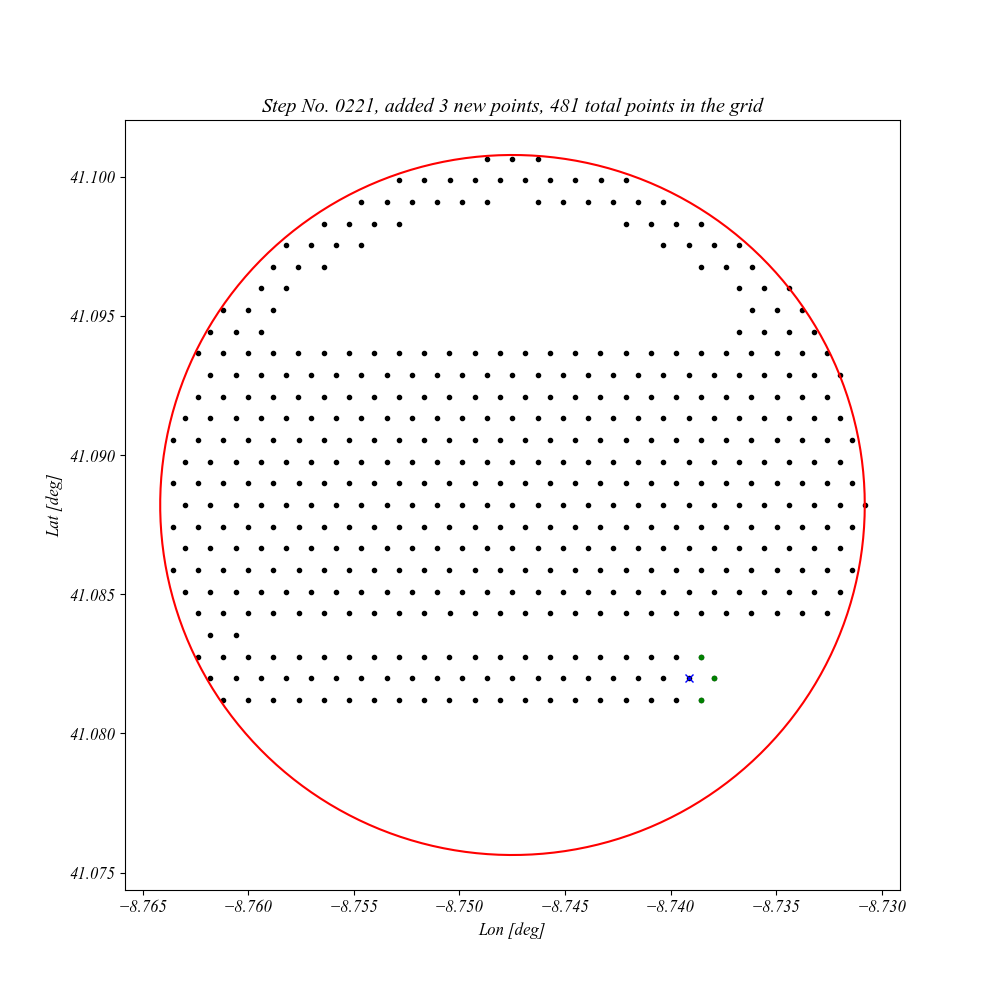 Step No. 0221, added 3 new points, 481 total points in the grid
41.100
41.095
41.090
41.085
41.080
41.075
Lat [deg]
−8.765 −8.760 −8.755 −8.750 −8.745 −8.740 −8.735 −8.730
Lon [deg]